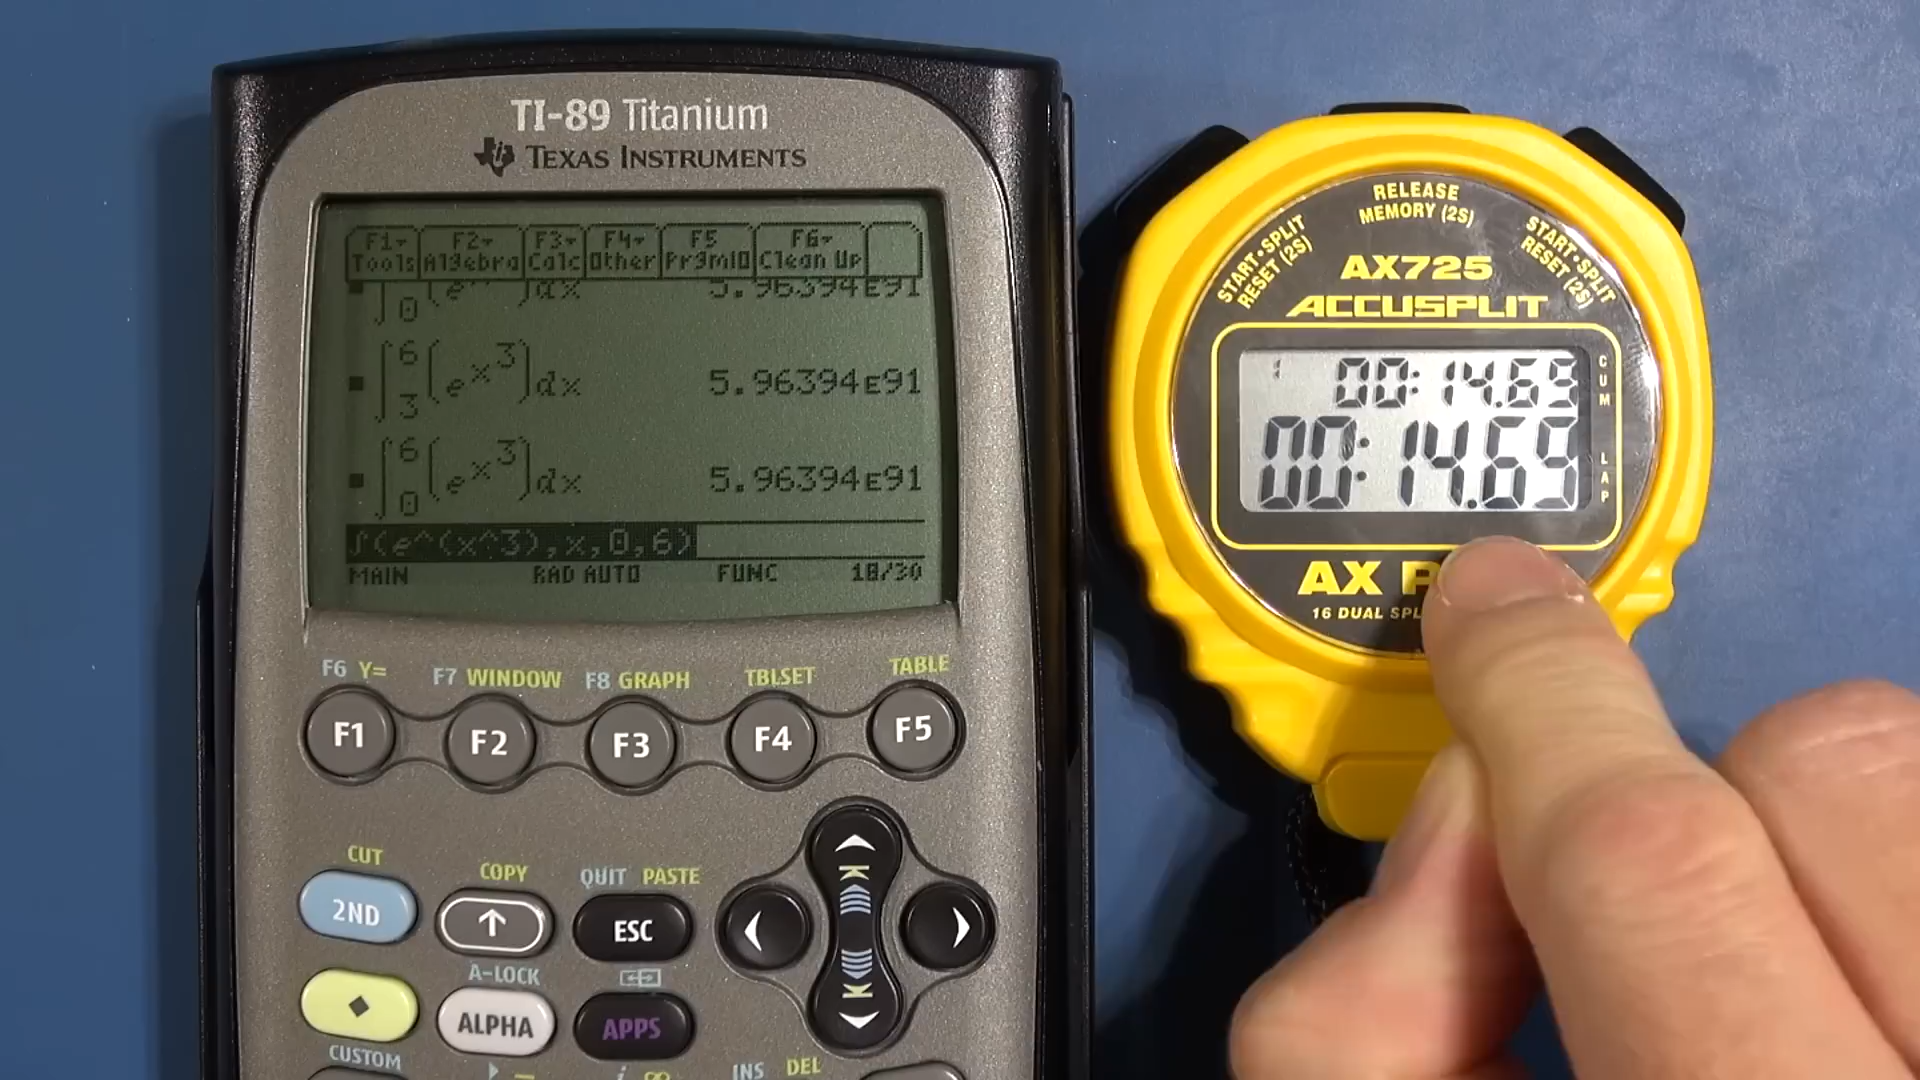 TI-89 Titanium
TEXAS INSTRUMENTS
F1▾ F2▾ F3▾ F4▾ F5 F6▾
Tools Algebra Calc Other PrgmIO Clean Up
∫ 0 (e )dx 5.96394E91
∫ 6 3 (e^x^3)dx 5.96394E91
∫ 6 0 (e^x^3)dx 5.96394E91
∫(e^(x^3),x,0,6)
MAIN RAD AUTO FUNC 18/30
F6 Y= F7 WINDOW F8 GRAPH TBLSET TABLE
F1 F2 F3 F4 F5
CUT COPY QUIT PASTE
2ND ↑ ESC
A-LOCK
◆ ALPHA APPS
CUSTOM INS DEL
START•SPLIT
RESET (2S)
RELEASE
MEMORY (2S)
START•SPLIT
RESET (2S)
AX725
ACCUSPLIT
1 00:14.69
CUM
00:14.69
LAP
AX
16 DUAL